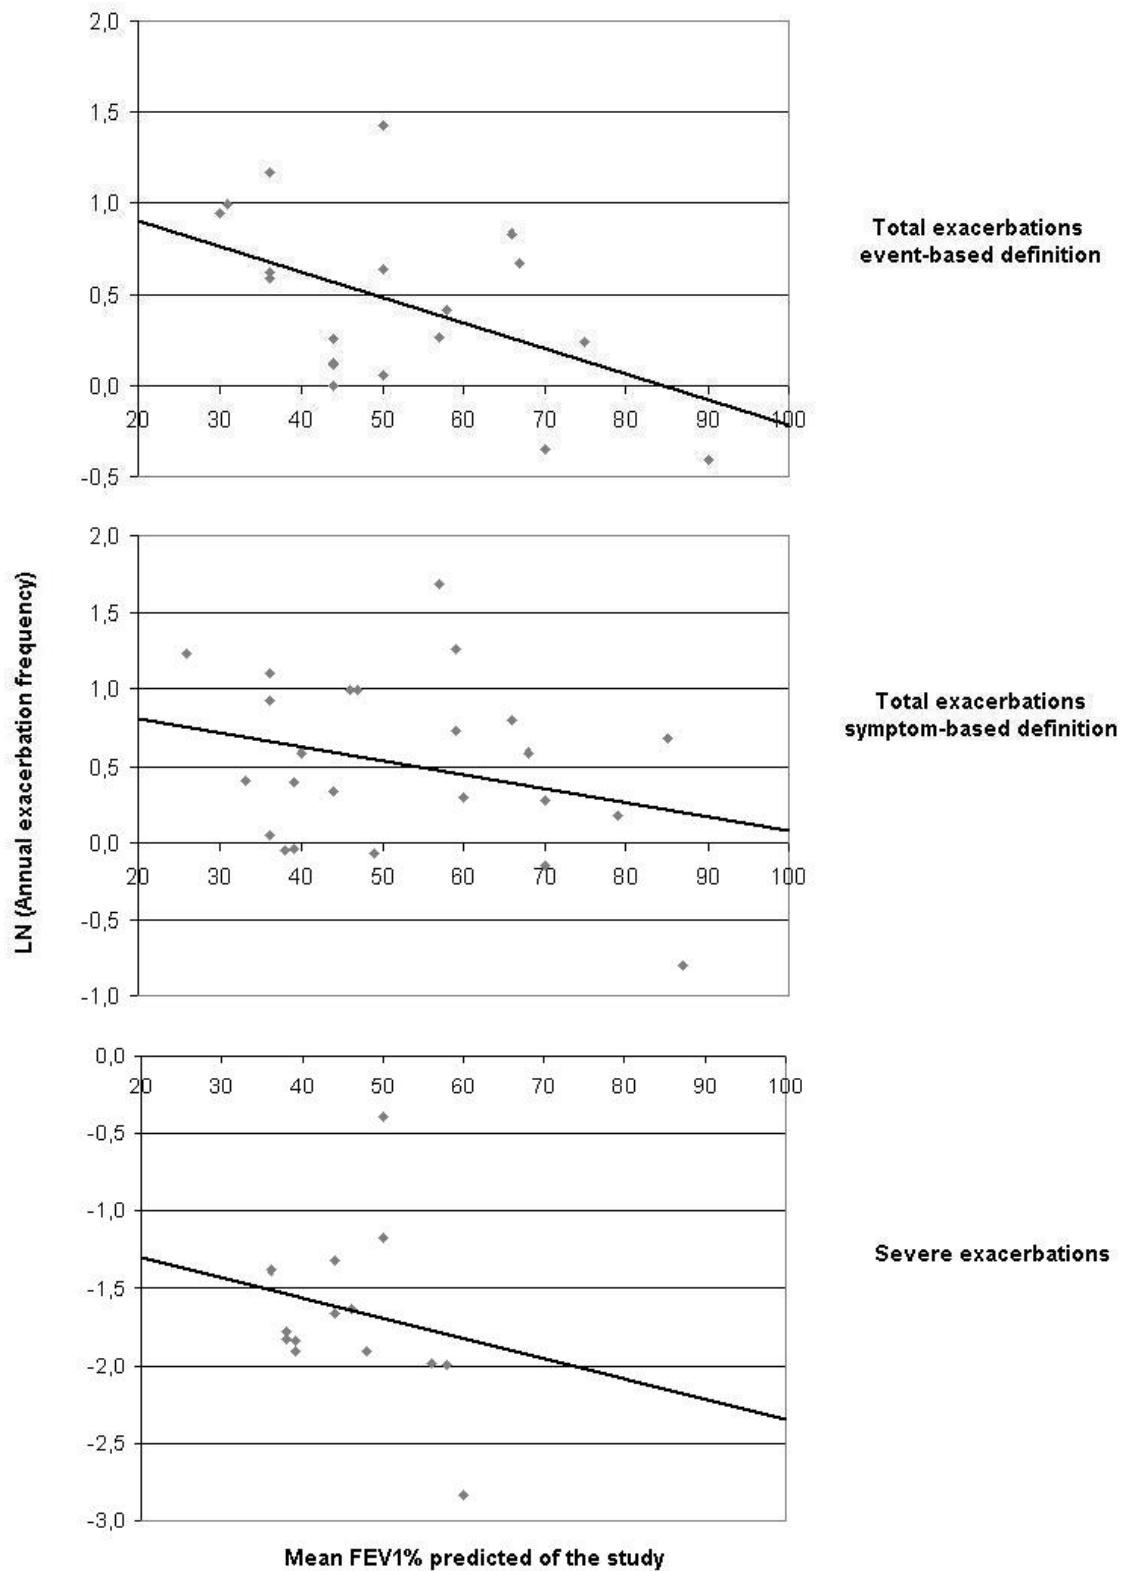 2,0
1,5
1,0
0,5
0,0
20 30 40 50 60 70 80 90 100
-0,5
Total exacerbations
event-based definition
LN (Annual exacerbation frequency)
2,0
1,5
1,0
0,5
0,0
20 30 40 50 60 70 80 90 100
-0,5
-1,0
Total exacerbations
symptom-based definition
0,0
20 30 40 50 60 70 80 90 100
-0,5
-1,0
-1,5
-2,0
-2,5
-3,0
Severe exacerbations
Mean FEV1% predicted of the study